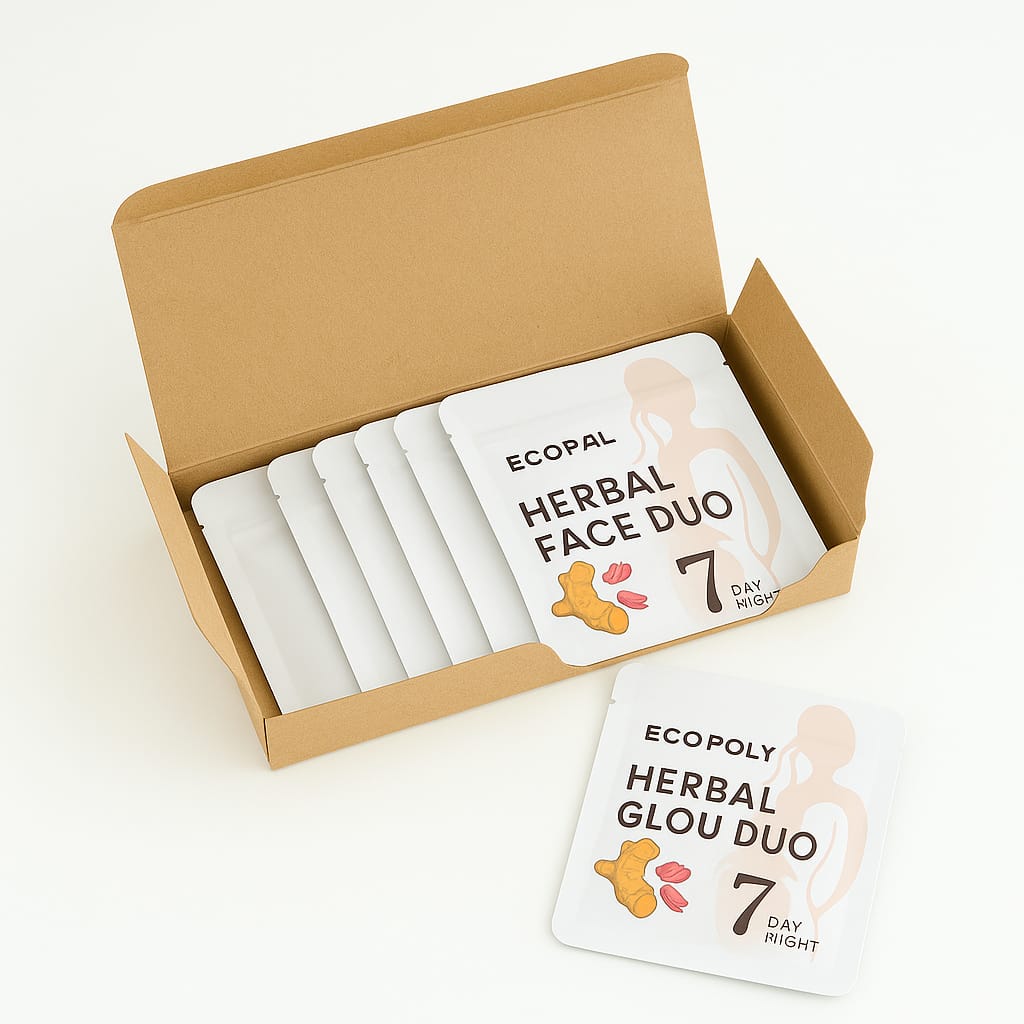 ECOPAL
HERBAL
FACE DUO
7
DAY
NIGHT
ECOPOLY
HERBAL
GLOU DUO
7
DAY
NIGHT